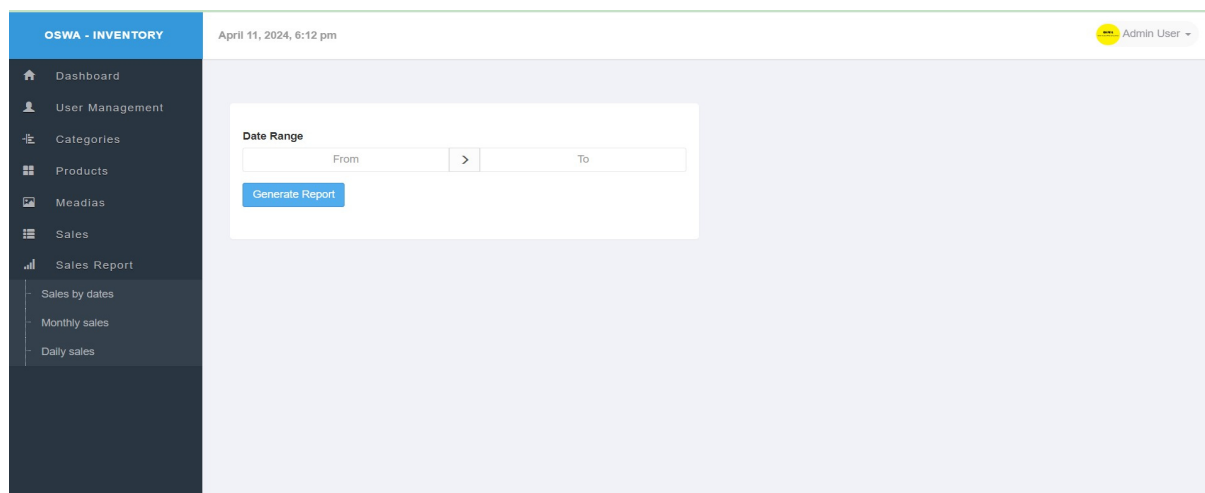 OSWA - INVENTORY
April 11, 2024, 6:12 pm
Admin User
Dashboard
User Management
Categories
Products
Meadias
Sales
Sales Report
Sales by dates
Monthly sales
Daily sales
Date Range
From
To
Generate Report